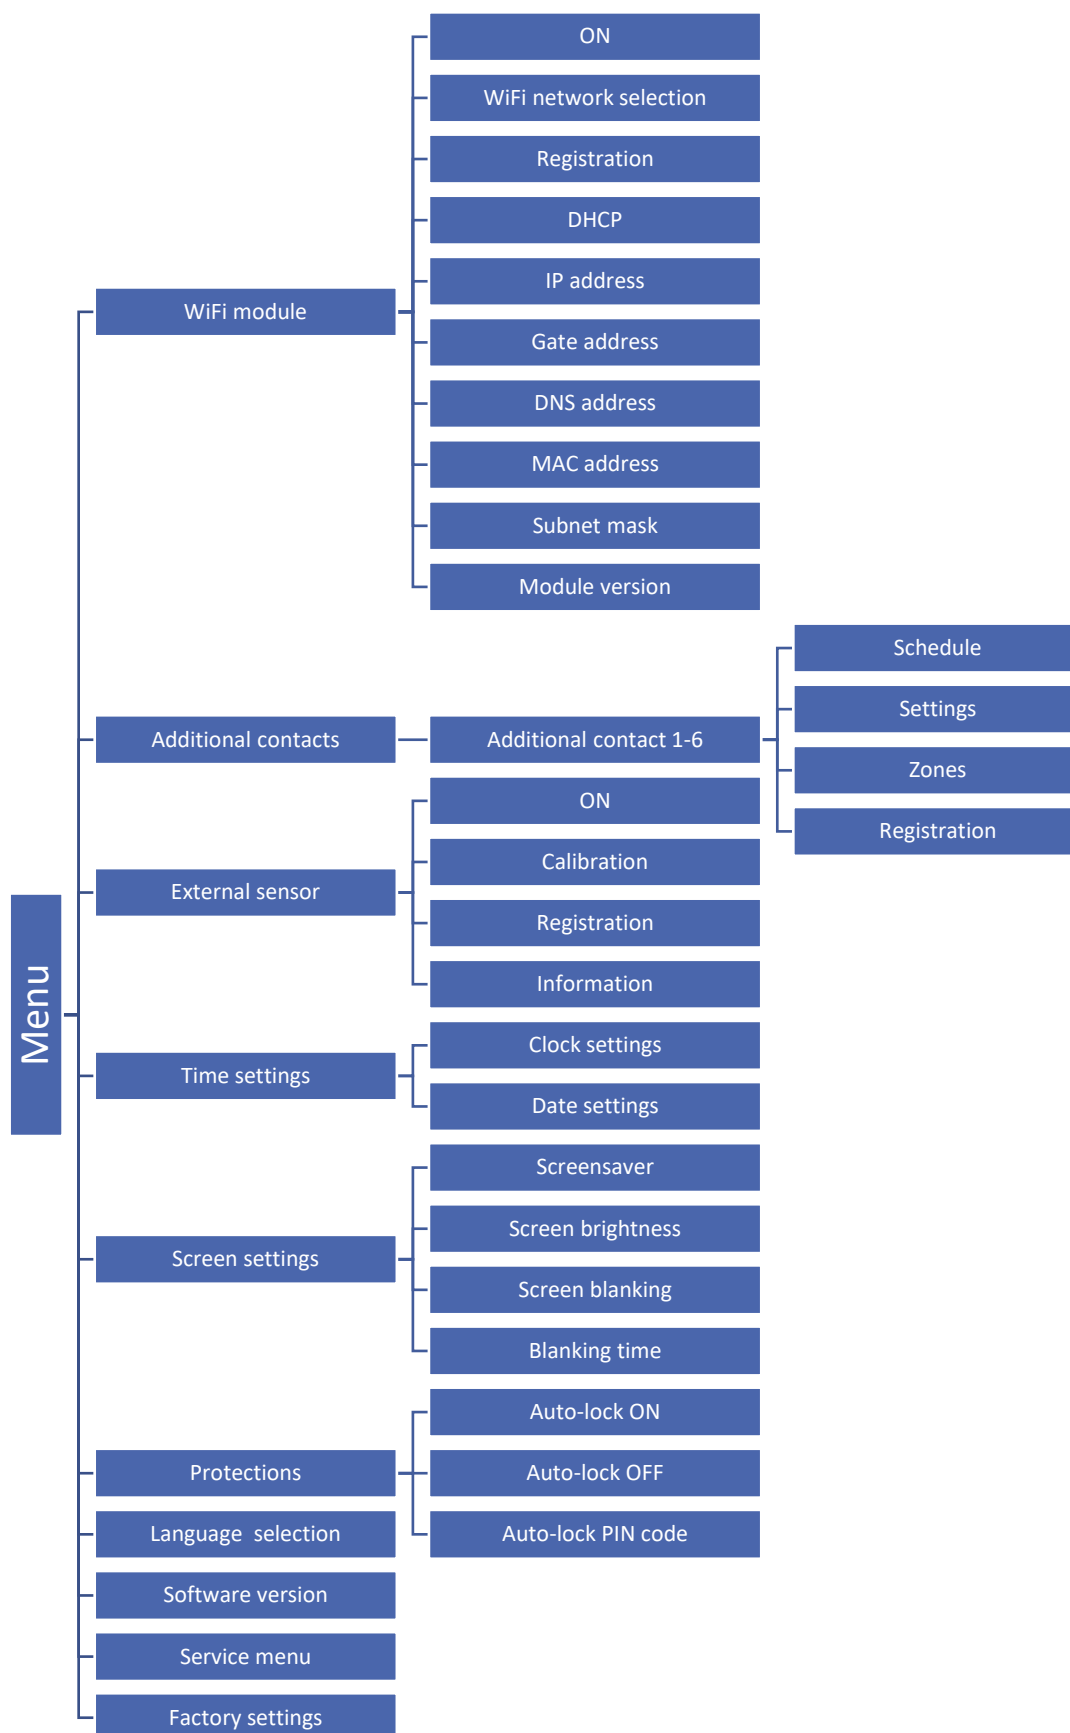 Menu
WiFi module
ON
WiFi network selection
Registration
DHCP
IP address
Gate address
DNS address
MAC address
Subnet mask
Module version
Additional contacts
Additional contact 1-6
Schedule
Settings
Zones
Registration
External sensor
ON
Calibration
Registration
Information
Time settings
Clock settings
Date settings
Screen settings
Screensaver
Screen brightness
Screen blanking
Blanking time
Protections
Auto-lock ON
Auto-lock OFF
Auto-lock PIN code
Language selection
Software version
Service menu
Factory settings